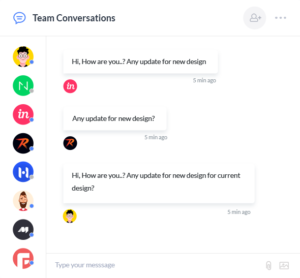 Team Conversations
Hi, How are you..? Any update for new design
5 min ago
in
Any update for new design?
5 min ago
R
Hi, How are you..? Any update for new design for current
design?
5 min ago
Type your messsage